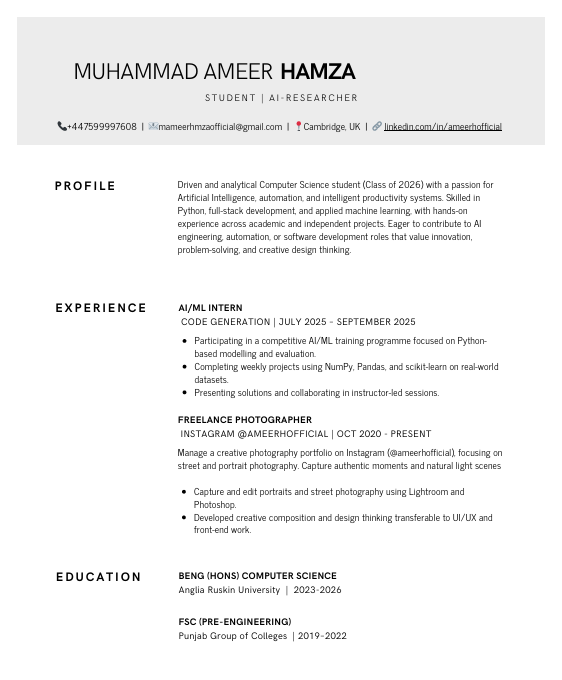 MUHAMMAD AMEER HAMZA
STUDENT | AI-RESEARCHER
+447599997608 | mameerhmzaofficial@gmail.com | Cambridge, UK | linkedin.com/in/ameerhofficial
PROFILE
Driven and analytical Computer Science student (Class of 2026) with a passion for
Artificial Intelligence, automation, and intelligent productivity systems. Skilled in
Python, full-stack development, and applied machine learning, with hands-on
experience across academic and independent projects. Eager to contribute to AI
engineering, automation, or software development roles that value innovation,
problem-solving, and creative design thinking.
EXPERIENCE
AI/ML INTERN
CODE GENERATION | JULY 2025 – SEPTEMBER 2025
• Participating in a competitive AI/ML training programme focused on Python-
based modelling and evaluation.
• Completing weekly projects using NumPy, Pandas, and scikit-learn on real-world
datasets.
• Presenting solutions and collaborating in instructor-led sessions.
FREELANCE PHOTOGRAPHER
INSTAGRAM @AMEERHOFFICIAL | OCT 2020 - PRESENT
Manage a creative photography portfolio on Instagram (@ameerhofficial), focusing on
street and portrait photography. Capture authentic moments and natural light scenes
• Capture and edit portraits and street photography using Lightroom and
Photoshop.
• Developed creative composition and design thinking transferable to UI/UX and
front-end work.
EDUCATION
BENG (HONS) COMPUTER SCIENCE
Anglia Ruskin University | 2023-2026
FSC (PRE-ENGINEERING)
Punjab Group of Colleges | 2019–2022